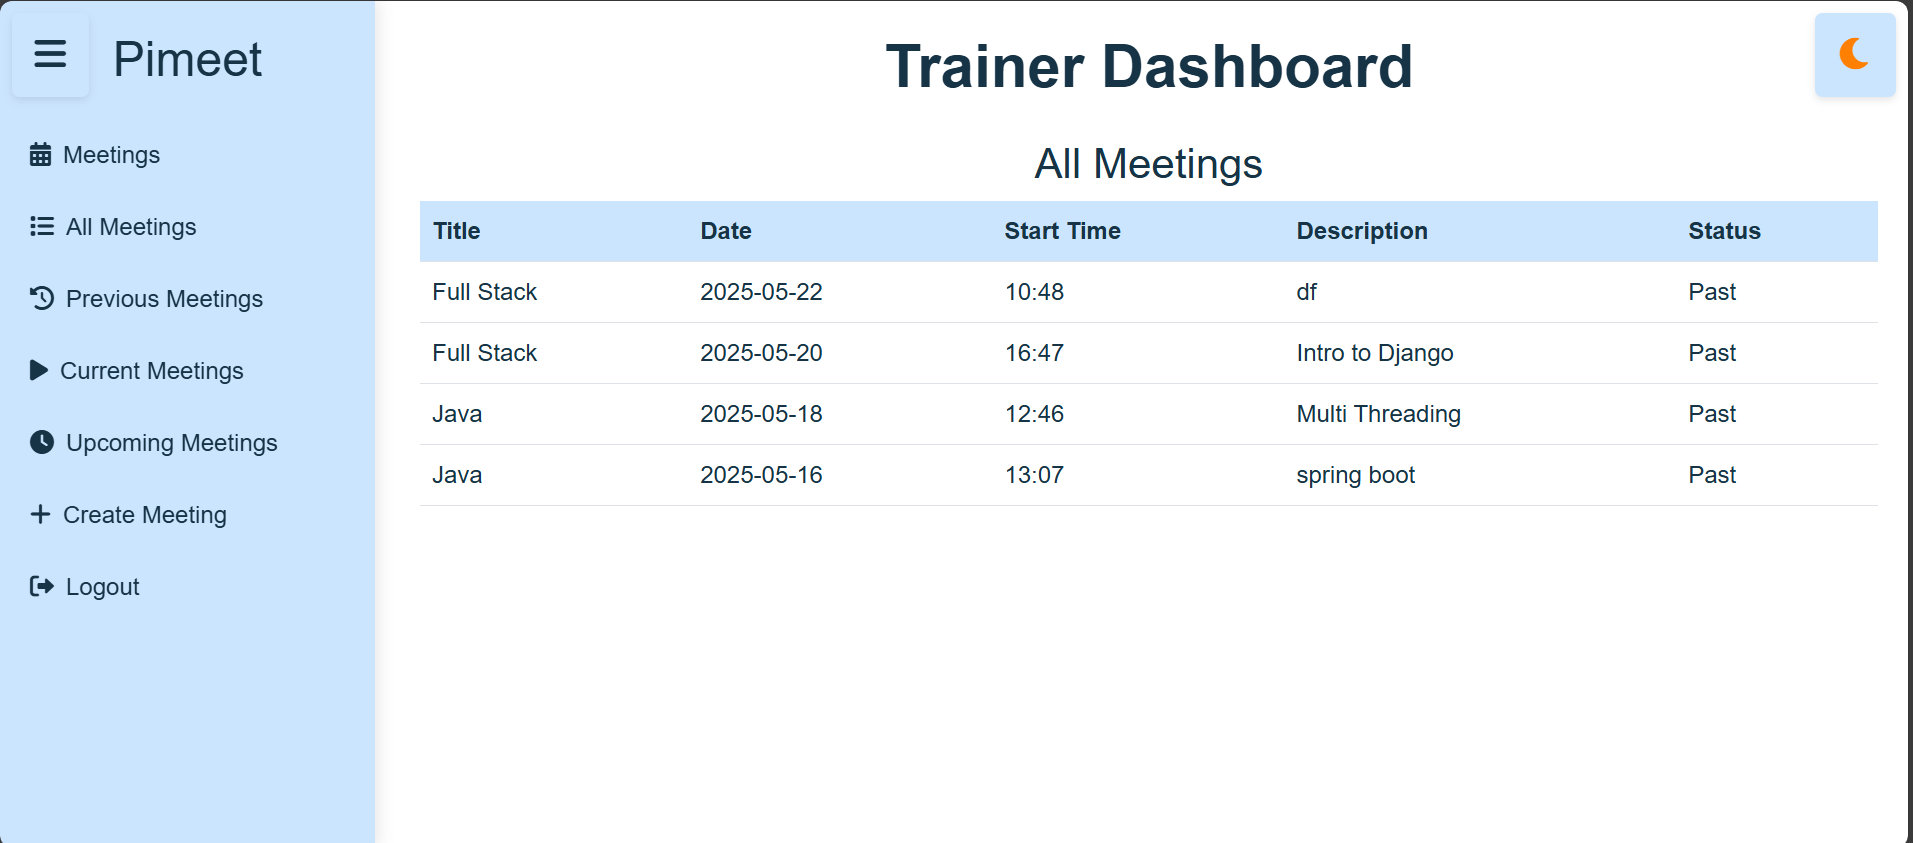 Pimeet
Meetings
All Meetings
Previous Meetings
Current Meetings
Upcoming Meetings
Create Meeting
Logout
Trainer Dashboard
All Meetings
Title Date Start Time Description Status
Full Stack 2025-05-22 10:48 df Past
Full Stack 2025-05-20 16:47 Intro to Django Past
Java 2025-05-18 12:46 Multi Threading Past
Java 2025-05-16 13:07 spring boot Past